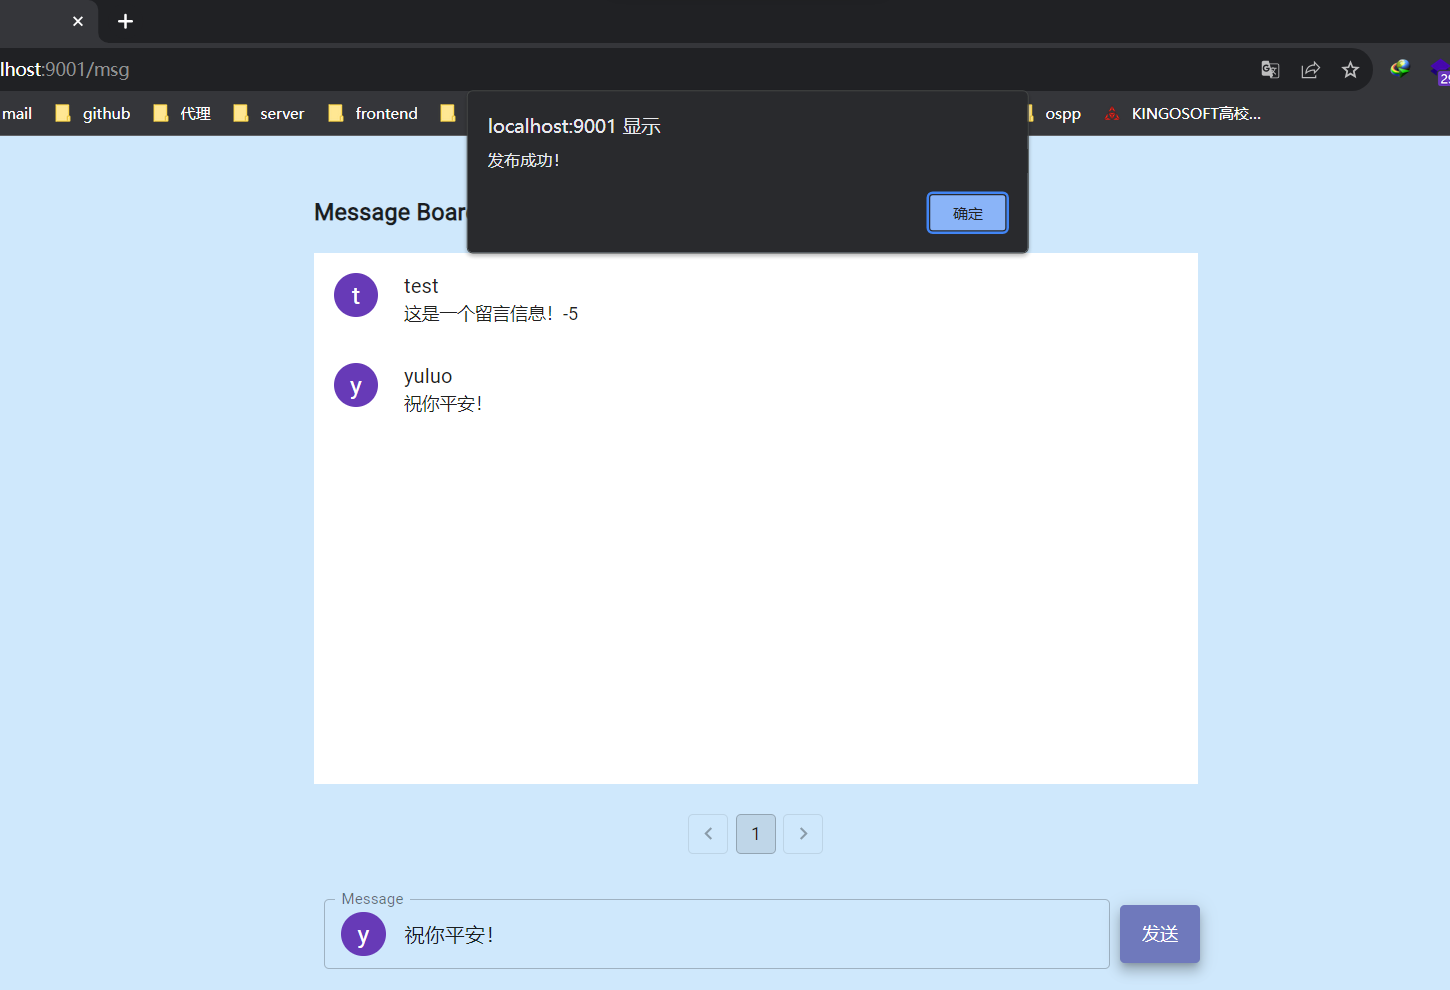 lhost:9001/msg
mail github 代理 server frontend ospp KINGOSOFT高校...
localhost:9001 显示
发布成功！
确定
Message Boar
t test
这是一个留言信息！-5
y yuluo
祝你平安！
1
Message
y 祝你平安！ 发送